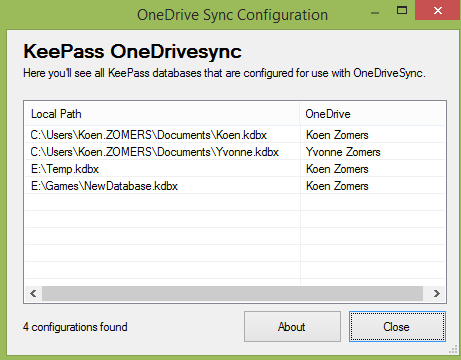 OneDrive Sync Configuration
KeePass OneDrivesync
Here you'll see all KeePass databases that are configured for use with OneDriveSync.
Local Path OneDrive
C:\Users\Koen.ZOMERS\Documents\Koen.kdbx Koen Zomers
C:\Users\Koen.ZOMERS\Documents\Yvonne.kdbx Yvonne Zomers
E:\Temp.kdbx Koen Zomers
E:\Games\NewDatabase.kdbx Koen Zomers
4 configurations found About Close